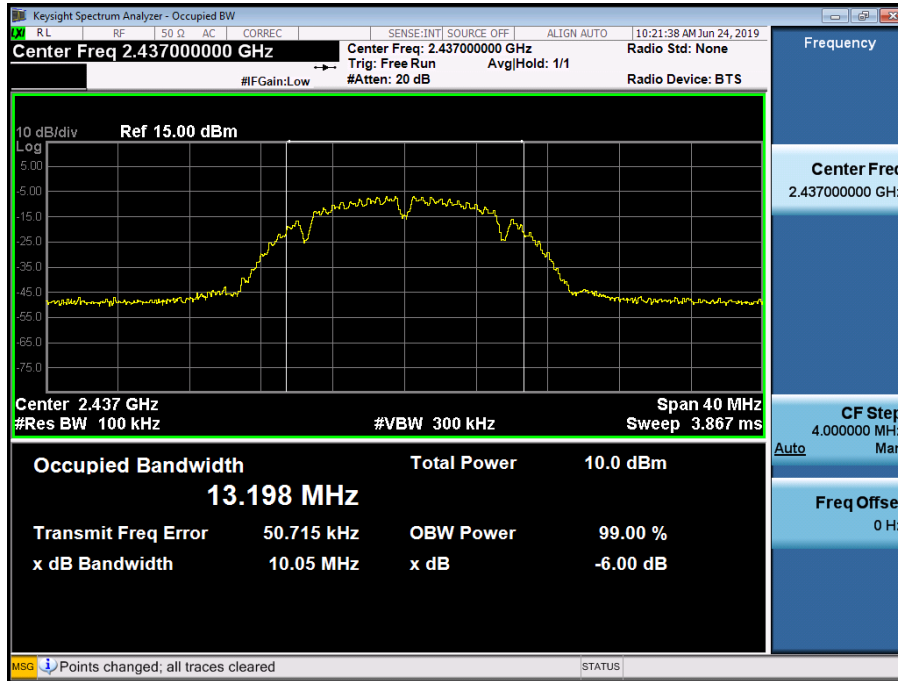 Keysight Spectrum Analyzer - Occupied BW
LXI RL RF 50 Ω AC CORREC SENSE:INT SOURCE OFF ALIGN AUTO 10:21:38 AM Jun 24, 2019
Center Freq 2.437000000 GHz
Center Freq: 2.437000000 GHz Radio Std: None
Trig: Free Run Avg|Hold: 1/1
#IFGain:Low #Atten: 20 dB Radio Device: BTS
10 dB/div Ref 15.00 dBm
Log
5.00
-5.00
-15.0
-25.0
-35.0
-45.0
-55.0
-65.0
-75.0
Center 2.437 GHz Span 40 MHz
#Res BW 100 kHz #VBW 300 kHz Sweep 3.867 ms
Occupied Bandwidth Total Power 10.0 dBm
13.198 MHz
Transmit Freq Error 50.715 kHz OBW Power 99.00 %
x dB Bandwidth 10.05 MHz x dB -6.00 dB
MSG Points changed; all traces cleared STATUS
Frequency
Center Freq
2.437000000 GH
CF Step
4.000000 MH
Auto Man
Freq Offse
0 H